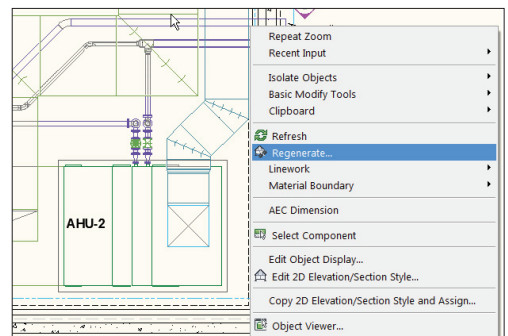 AHU-2
Repeat Zoom
Recent Input
Isolate Objects
Basic Modify Tools
Clipboard
Refresh
Regenerate...
Linework
Material Boundary
AEC Dimension
Select Component
Edit Object Display...
Edit 2D Elevation/Section Style...
Copy 2D Elevation/Section Style and Assign...
Object Viewer...